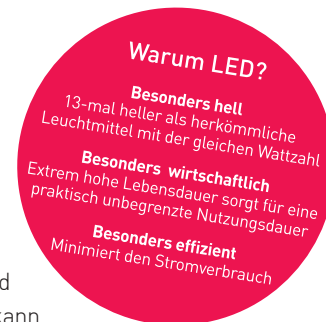 Warum LED?
Besonders hell
13-mal heller als herkömmliche
Leuchtmittel mit der gleichen Wattzahl
Besonders wirtschaftlich
Extrem hohe Lebensdauer sorgt für eine
praktisch unbegrenzte Nutzungsdauer
Besonders effizient
Minimiert den Stromverbrauch
kann